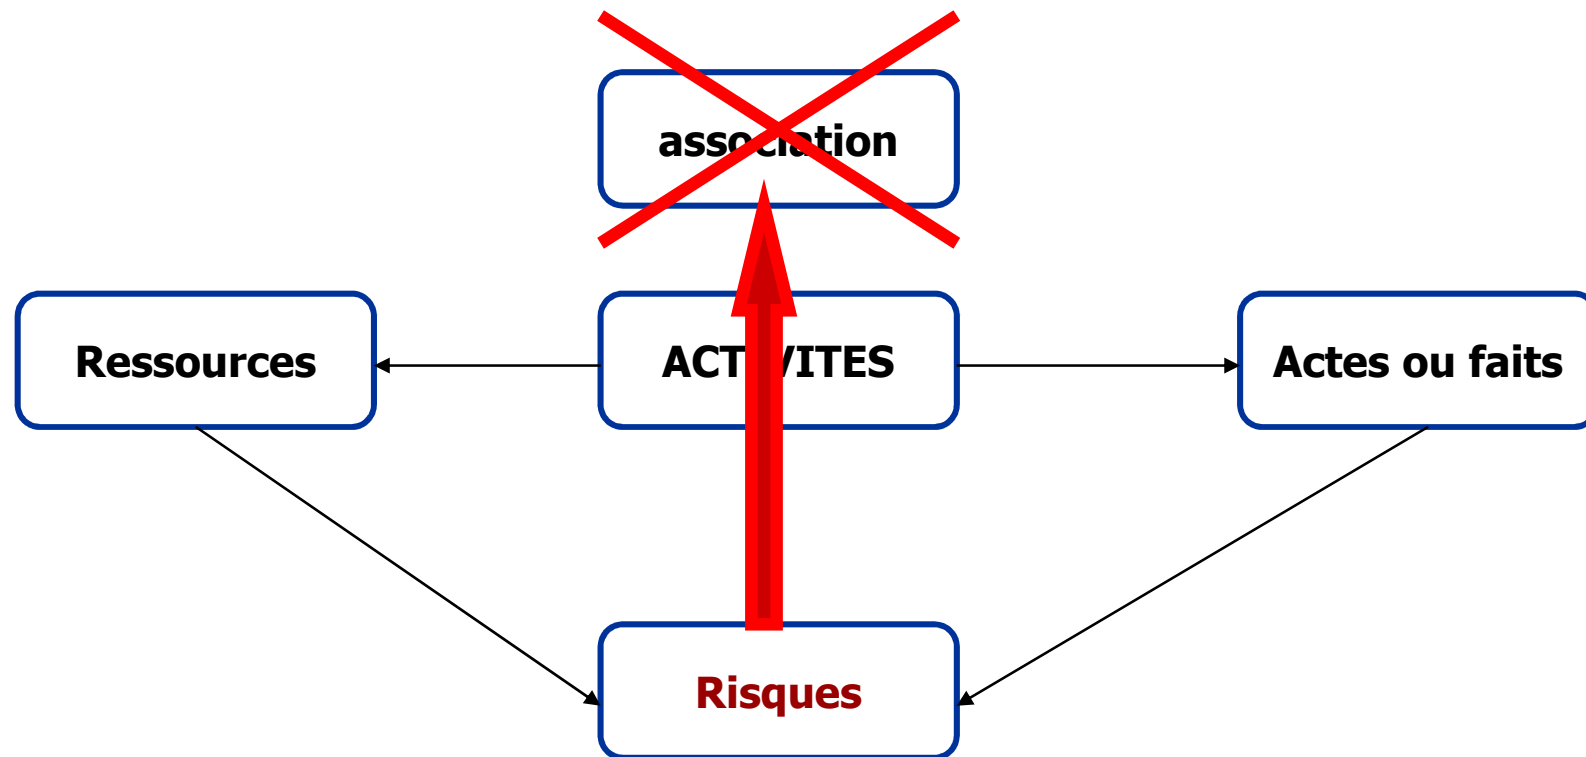 association
Ressources
ACTIVITES
Actes ou faits
Risques